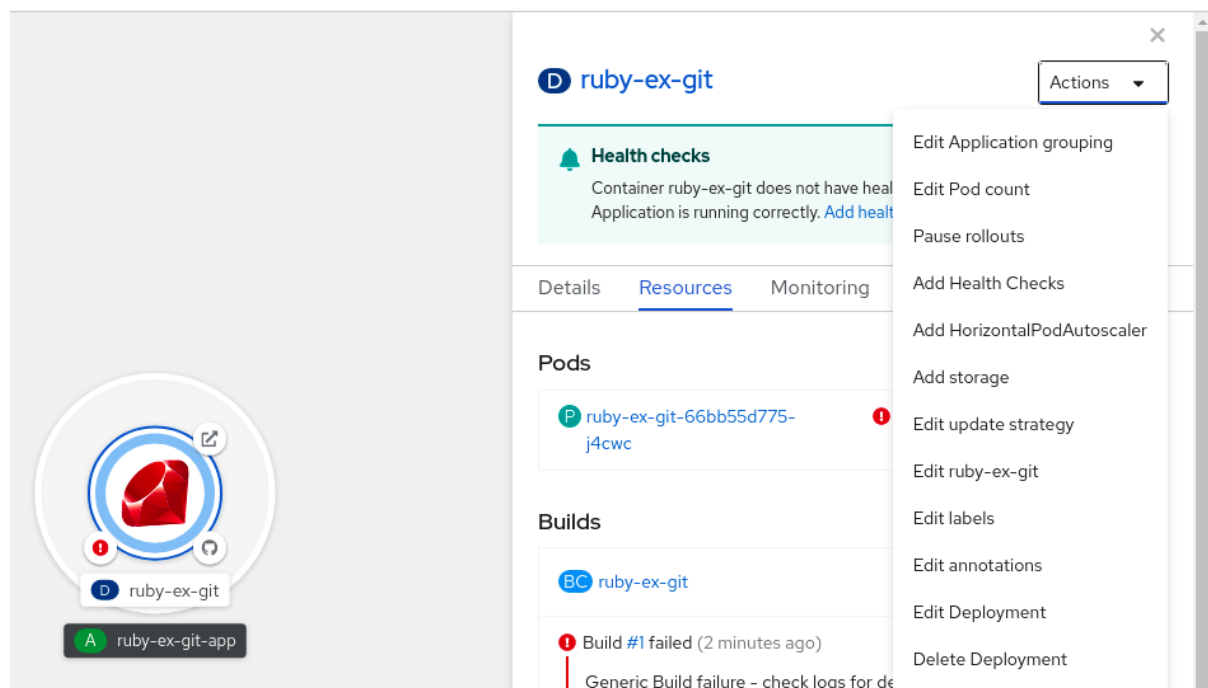 D ruby-ex-git
Actions
Health checks
Container ruby-ex-git does not have heal
Application is running correctly. Add healt
Details Resources Monitoring
Pods
P ruby-ex-git-66bb55d775-
j4cwc
Builds
BC ruby-ex-git
Build #1 failed (2 minutes ago)
Generic Build failure - check logs for de
Edit Application grouping
Edit Pod count
Pause rollouts
Add Health Checks
Add HorizontalPodAutoscaler
Add storage
Edit update strategy
Edit ruby-ex-git
Edit labels
Edit annotations
Edit Deployment
Delete Deployment
D ruby-ex-git
A ruby-ex-git-app